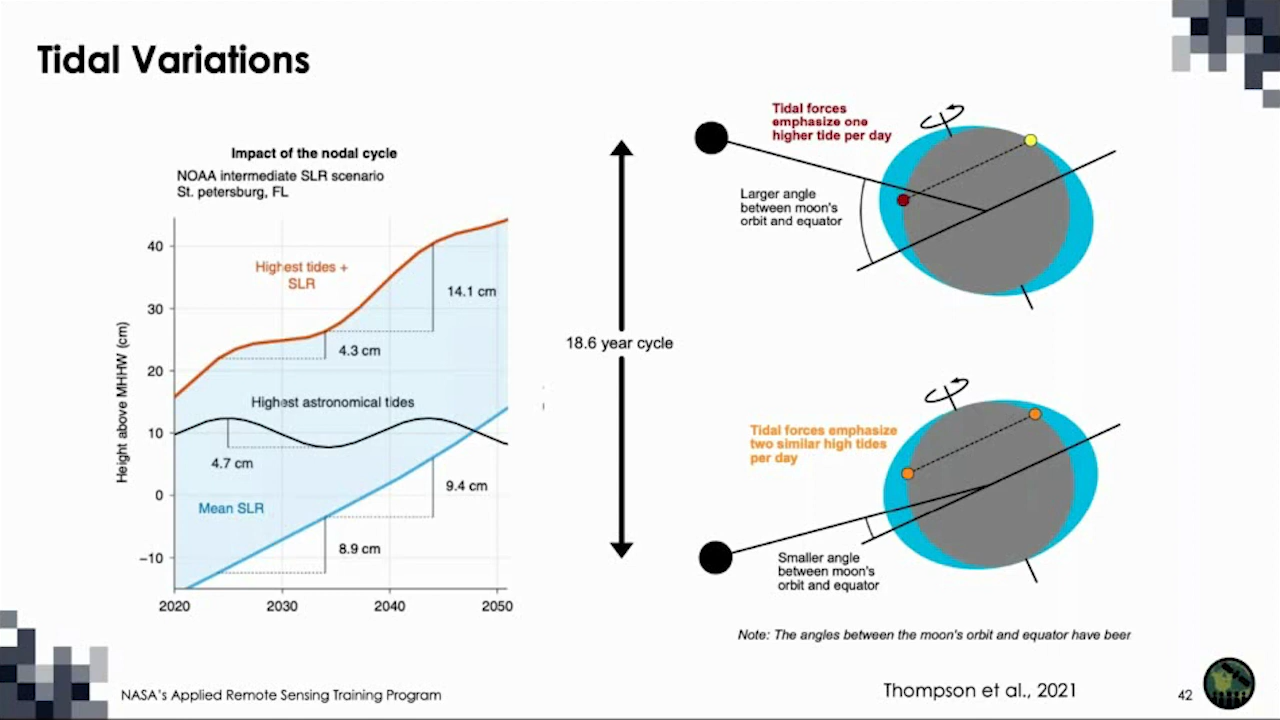 Tidal Variations
Impact of the nodal cycle
NOAA intermediate SLR scenario
St. petersburg, FL
Height above MHHW (cm)
40
30
20
10
0
−10
2020
2030
2040
2050
Highest tides +
SLR
14.1 cm
4.3 cm
Highest astronomical tides
4.7 cm
9.4 cm
Mean SLR
8.9 cm
18.6 year cycle
Tidal forces
emphasize one
higher tide per day
Larger angle
between moon's
orbit and equator
Tidal forces emphasize
two similar high tides
per day
Smaller angle
between moon's
orbit and equator
Note: The angles between the moon's orbit and equator have beer
NASA's Applied Remote Sensing Training Program
Thompson et al., 2021
42